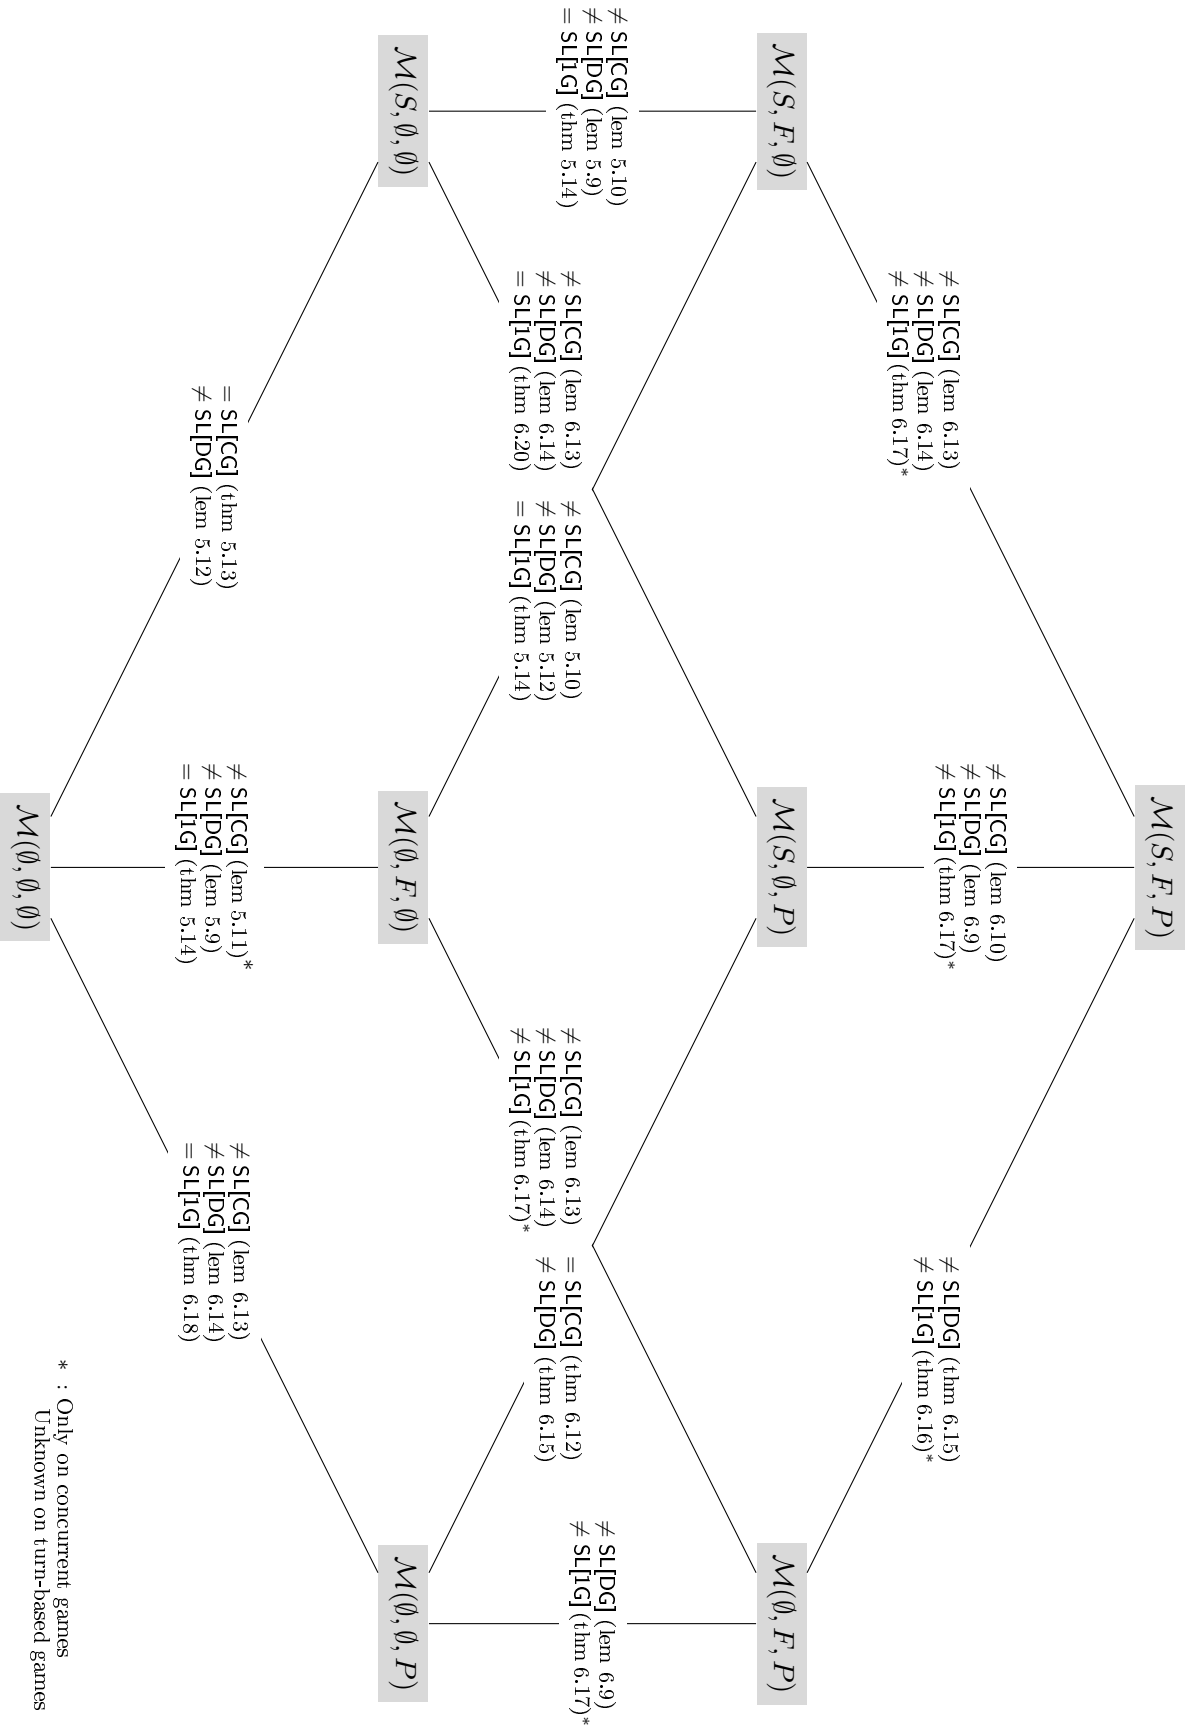 𝓜(S, F, P)
≠ SL[CG] (lem 6.13)
≠ SL[DG] (lem 6.14)
≠ SL[1G] (thm 6.17)*
≠ SL[CG] (lem 6.10)
≠ SL[DG] (lem 6.9)
≠ SL[1G] (thm 6.17)*
≠ SL[DG] (thm 6.15)
≠ SL[1G] (thm 6.16)*
𝓜(S, F, ∅)
𝓜(S, ∅, P)
𝓜(∅, F, P)
≠ SL[CG] (lem 5.10)
≠ SL[DG] (lem 5.9)
= SL[1G] (thm 5.14)
≠ SL[CG] (lem 6.13)
≠ SL[DG] (lem 6.14)
= SL[1G] (thm 6.20)
≠ SL[CG] (lem 5.10)
≠ SL[DG] (lem 5.12)
= SL[1G] (thm 5.14)
≠ SL[CG] (lem 6.13)
≠ SL[DG] (lem 6.14)
≠ SL[1G] (thm 6.17)*
= SL[CG] (thm 6.12)
≠ SL[DG] (thm 6.15)
≠ SL[DG] (lem 6.9)
≠ SL[1G] (thm 6.17)*
𝓜(S, ∅, ∅)
𝓜(∅, F, ∅)
𝓜(∅, ∅, P)
= SL[CG] (thm 5.13)
≠ SL[DG] (lem 5.12)
≠ SL[CG] (lem 5.11)*
≠ SL[DG] (lem 5.9)
= SL[1G] (thm 5.14)
≠ SL[CG] (lem 6.13)
≠ SL[DG] (lem 6.14)
= SL[1G] (thm 6.18)
𝓜(∅, ∅, ∅)
* : Only on concurrent games
Unknown on turn-based games